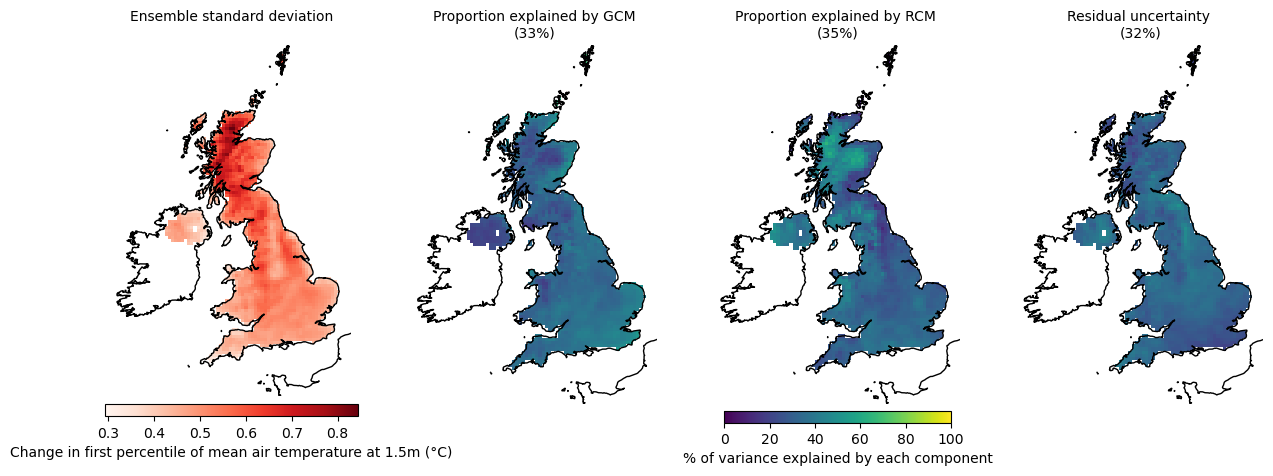 Ensemble standard deviation
Proportion explained by GCM
(33%)
Proportion explained by RCM
(35%)
Residual uncertainty
(32%)
0.3 0.4 0.5 0.6 0.7 0.8
Change in first percentile of mean air temperature at 1.5m (°C)
0 20 40 60 80 100
% of variance explained by each component